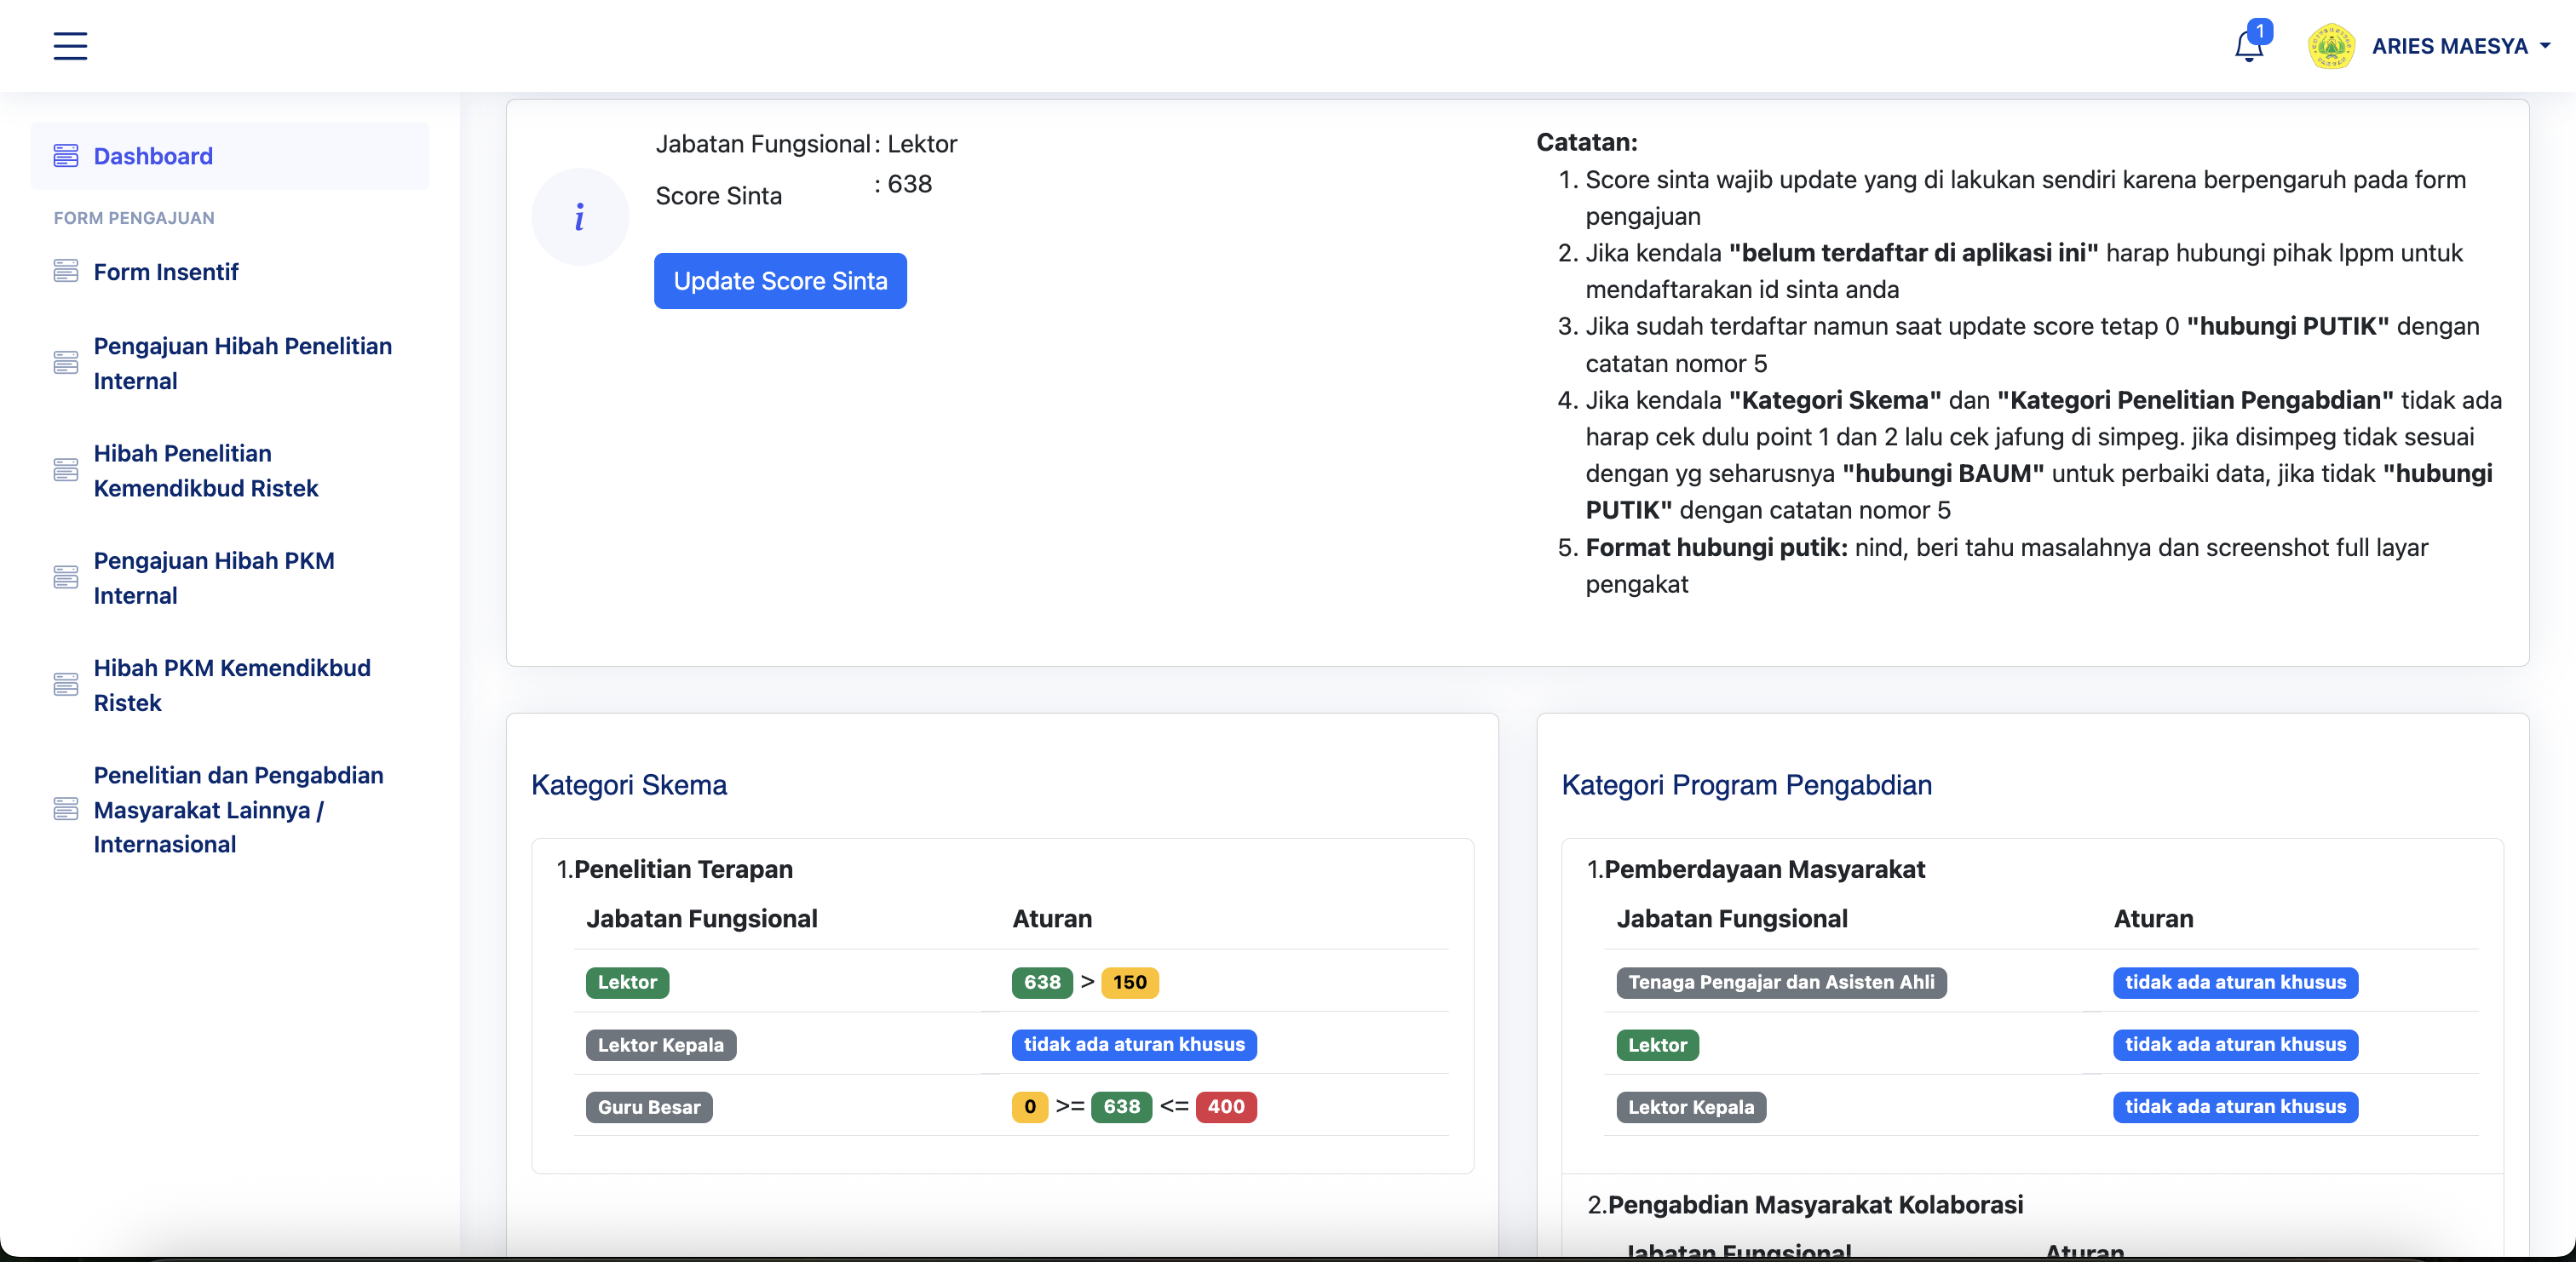 1
ARIES MAESYA
Dashboard
FORM PENGAJUAN
Form Insentif
Pengajuan Hibah Penelitian
Internal
Hibah Penelitian
Kemendikbud Ristek
Pengajuan Hibah PKM
Internal
Hibah PKM Kemendikbud
Ristek
Penelitian dan Pengabdian
Masyarakat Lainnya /
Internasional
i
Jabatan Fungsional : Lektor
Score Sinta : 638
Update Score Sinta
Catatan:
1. Score sinta wajib update yang di lakukan sendiri karena berpengaruh pada form
pengajuan
2. Jika kendala "belum terdaftar di aplikasi ini" harap hubungi pihak lppm untuk
mendaftarakan id sinta anda
3. Jika sudah terdaftar namun saat update score tetap 0 "hubungi PUTIK" dengan
catatan nomor 5
4. Jika kendala "Kategori Skema" dan "Kategori Penelitian Pengabdian" tidak ada
harap cek dulu point 1 dan 2 lalu cek jafung di simpeg. jika disimpeg tidak sesuai
dengan yg seharusnya "hubungi BAUM" untuk perbaiki data, jika tidak "hubungi
PUTIK" dengan catatan nomor 5
5. Format hubungi putik: nind, beri tahu masalahnya dan screenshot full layar
pengakat
Kategori Skema
1.Penelitian Terapan
Jabatan Fungsional Aturan
Lektor 638 > 150
Lektor Kepala tidak ada aturan khusus
Guru Besar 0 >= 638 <= 400
Kategori Program Pengabdian
1.Pemberdayaan Masyarakat
Jabatan Fungsional Aturan
Tenaga Pengajar dan Asisten Ahli tidak ada aturan khusus
Lektor tidak ada aturan khusus
Lektor Kepala tidak ada aturan khusus
2.Pengabdian Masyarakat Kolaborasi
Jabatan Fungsional Aturan